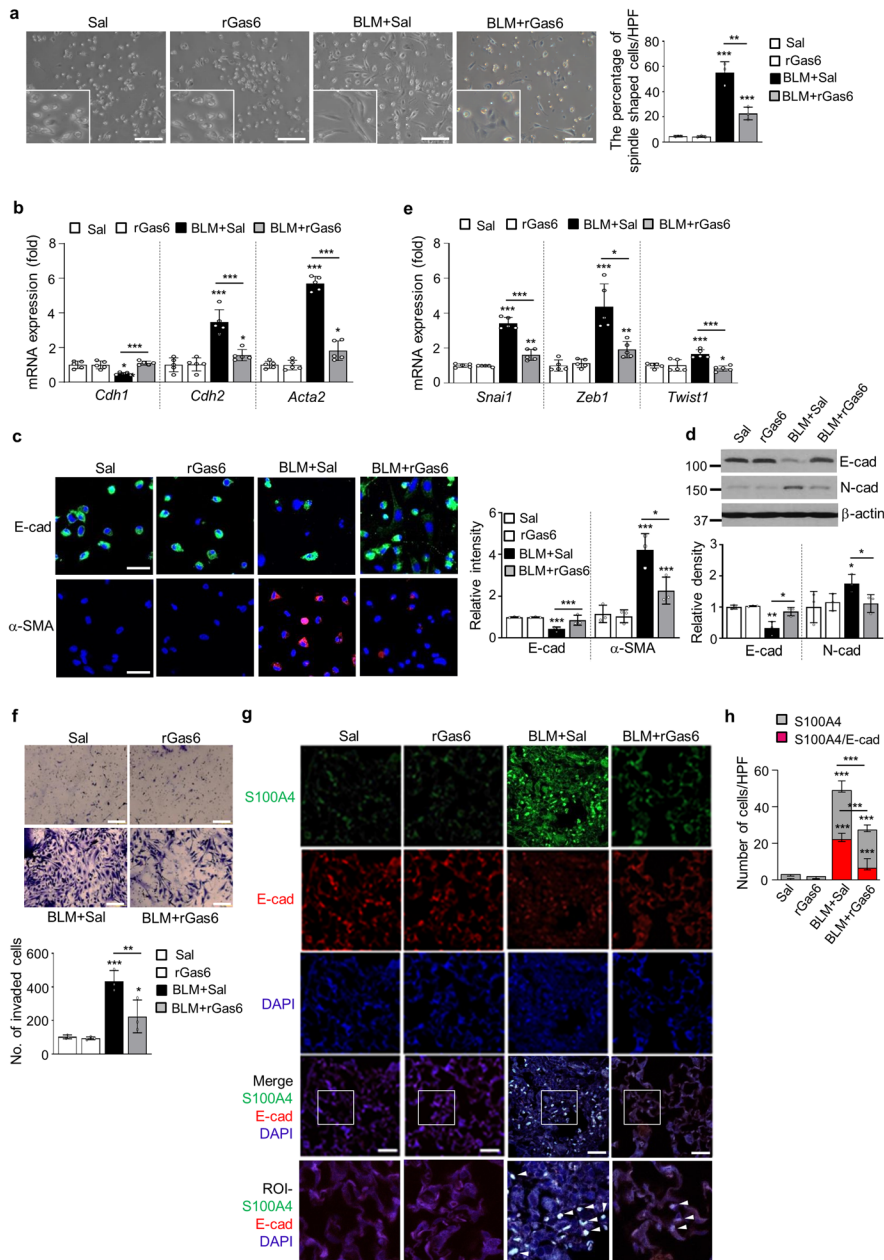 a
Sal
rGas6
BLM+Sal
BLM+rGas6
The percentage of
spindle shaped cells/HPF
80
60
40
20
0
***
**
***
Sal
rGas6
BLM+Sal
BLM+rGas6
b
Sal
rGas6
BLM+Sal
BLM+rGas6
mRNA expression (fold)
8
6
4
2
0
***
*
***
***
*
***
***
*
Cdh1
Cdh2
Acta2
e
Sal
rGas6
BLM+Sal
BLM+rGas6
mRNA expression (fold)
8
6
4
2
0
***
***
**
***
*
**
***
***
*
Snai1
Zeb1
Twist1
c
Sal
rGas6
BLM+Sal
BLM+rGas6
E-cad
α-SMA
Relative intensity
6
4
2
0
Sal
rGas6
BLM+Sal
BLM+rGas6
***
***
***
*
***
E-cad
α-SMA
d
Sal
rGas6
BLM+Sal
BLM+rGas6
100
150
37
E-cad
N-cad
β-actin
Relative density
3
2
1
0
**
*
*
*
E-cad
N-cad
f
Sal
rGas6
BLM+Sal
BLM+rGas6
No. of invaded cells
600
400
200
0
***
**
*
Sal
rGas6
BLM+Sal
BLM+rGas6
g
Sal
rGas6
BLM+Sal
BLM+rGas6
S100A4
E-cad
DAPI
Merge
S100A4
E-cad
DAPI
ROI-
S100A4
E-cad
DAPI
h
S100A4
S100A4/E-cad
Number of cells/HPF
60
40
20
0
***
***
***
***
***
***
Sal
rGas6
BLM+Sal
BLM+rGas6